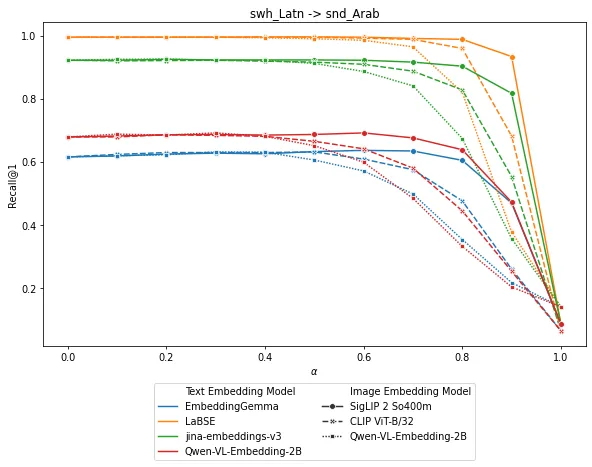 swh_Latn -> snd_Arab
Recall@1
1.0
0.8
0.6
0.4
0.2
0.0 0.2 0.4 0.6 0.8 1.0
α
Text Embedding Model
EmbeddingGemma
LaBSE
jina-embeddings-v3
Qwen-VL-Embedding-2B
Image Embedding Model
SigLIP 2 So400m
CLIP ViT-B/32
Qwen-VL-Embedding-2B